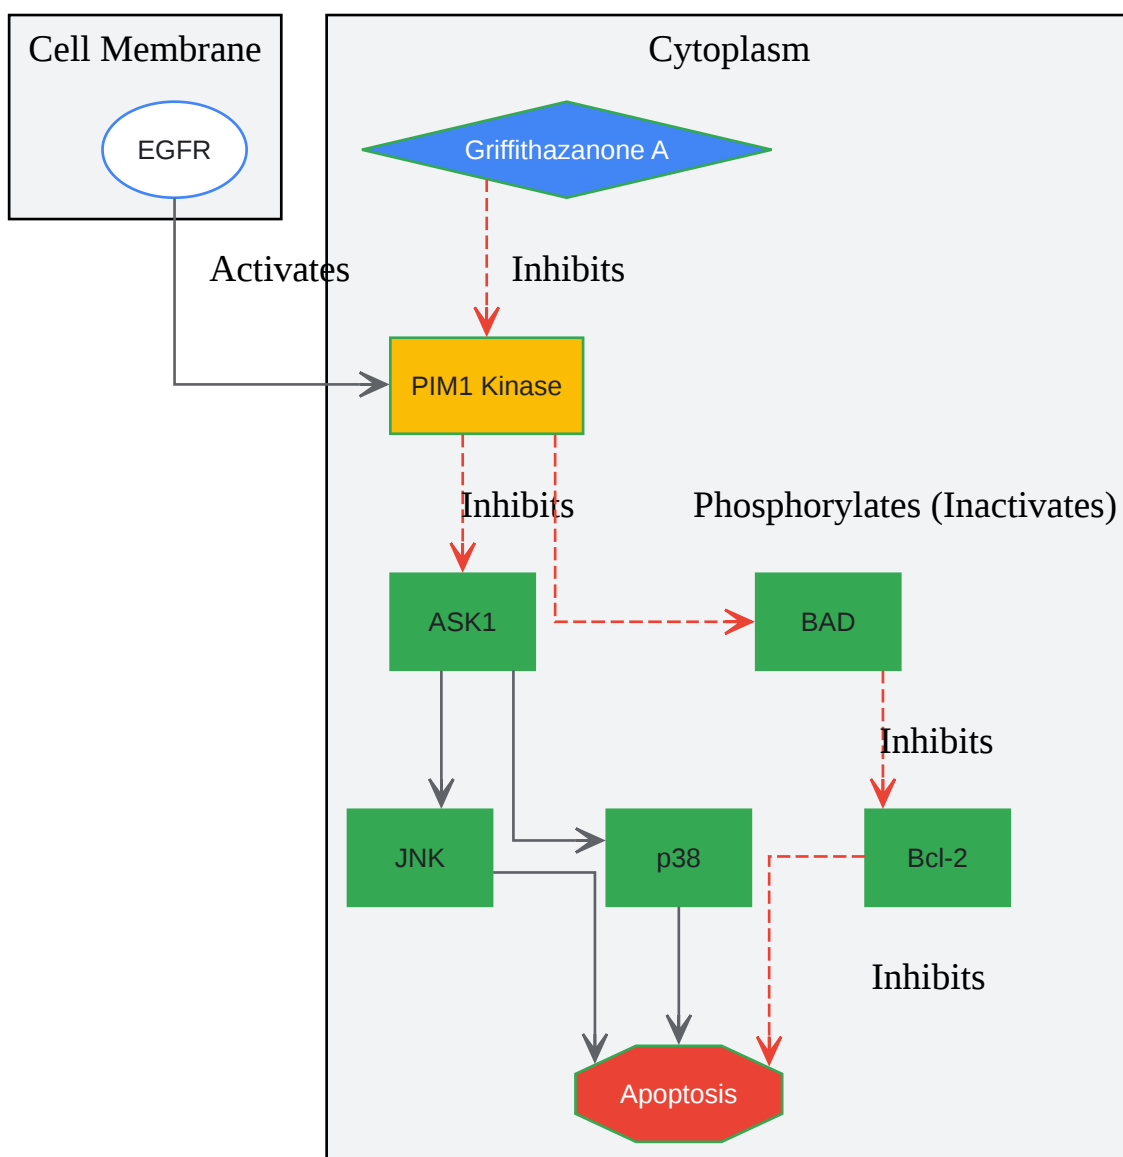 Cell Membrane
Cytoplasm
EGFR
Griffithazanone A
Activates
Inhibits
PIM1 Kinase
Inhibits
Phosphorylates (Inactivates)
ASK1
BAD
Inhibits
JNK
p38
Bcl-2
Inhibits
Apoptosis